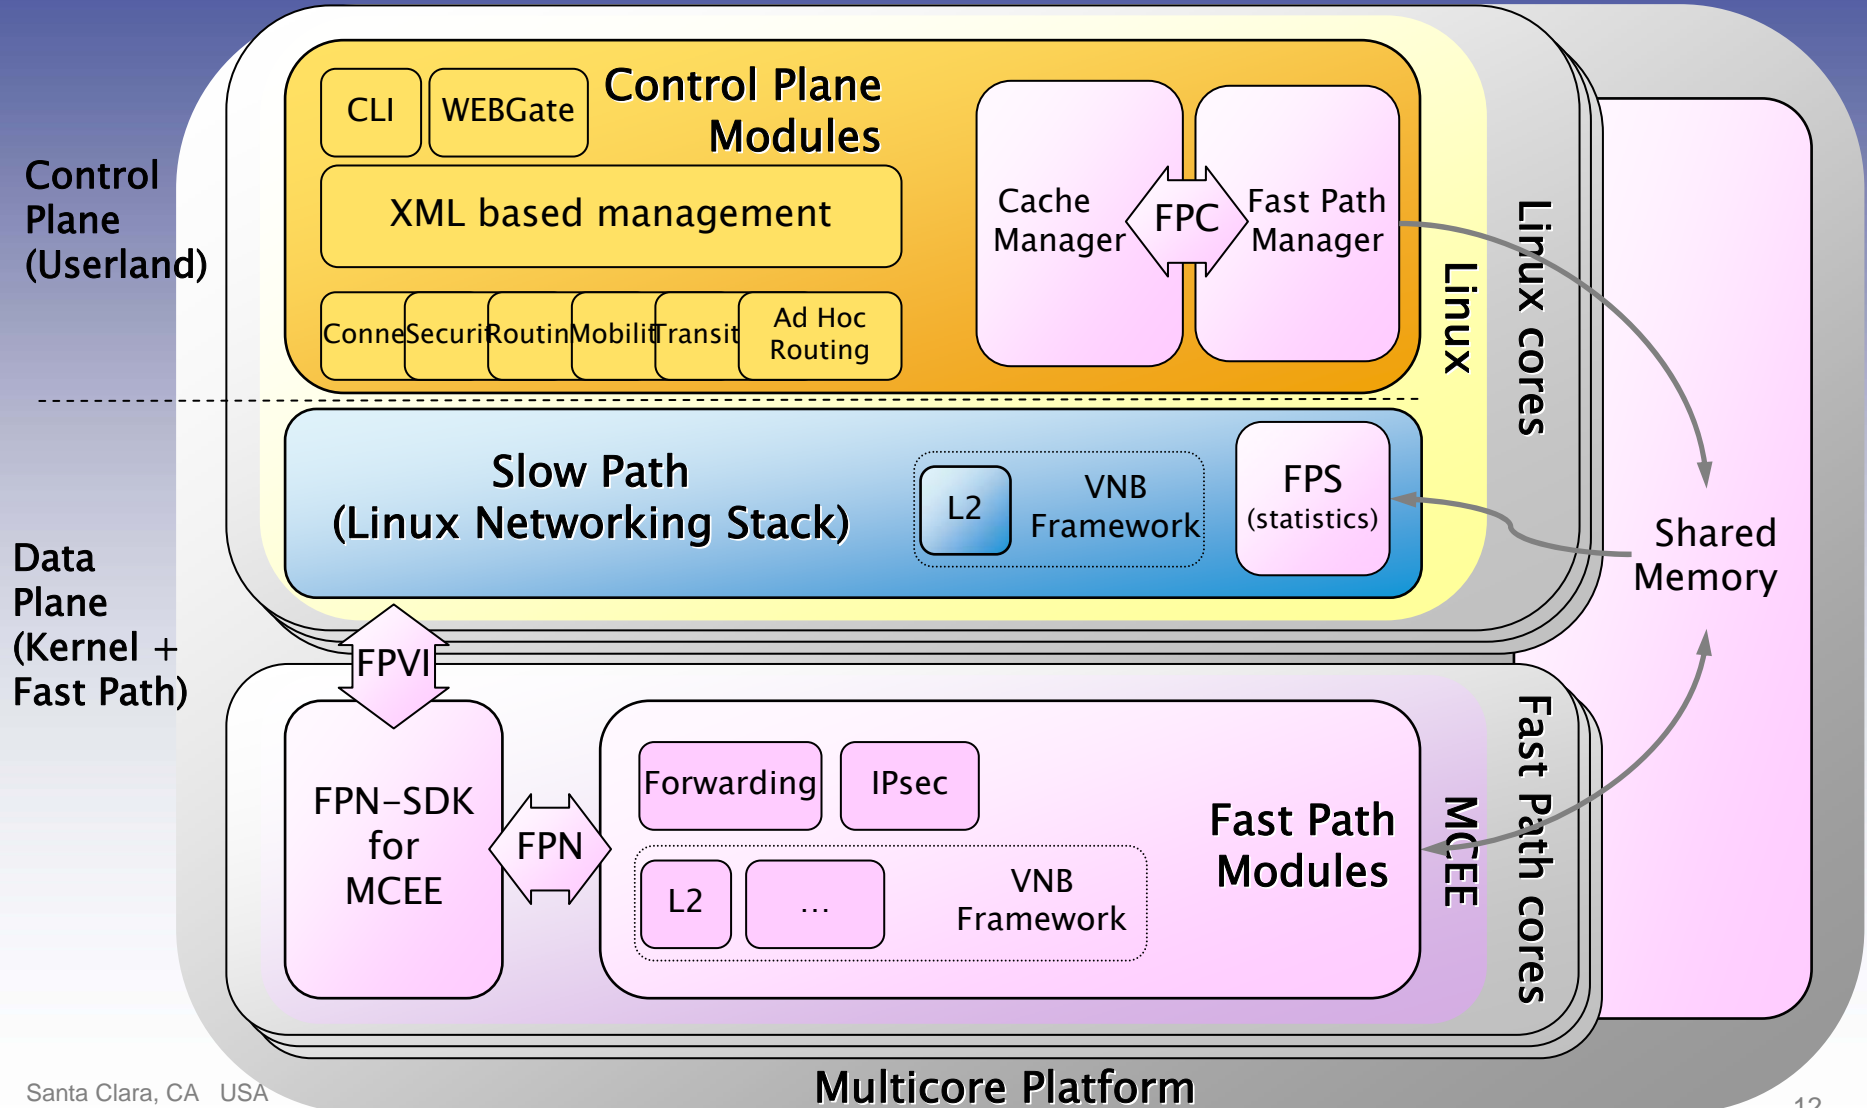 Control Plane
Modules
CLI
WEBGate
XML based management
Conne
Securit
Routin
Mobilit
Transit
Ad Hoc
Routing
Cache
Manager
FPC
Fast Path
Manager
Linux
Linux cores
Control
Plane
(Userland)
Slow Path
(Linux Networking Stack)
L2
VNB
Framework
FPS
(statistics)
Shared
Memory
Data
Plane
(Kernel +
Fast Path)
FPVI
FPN-SDK
for
MCEE
FPN
Forwarding
IPsec
L2
...
VNB
Framework
Fast Path
Modules
MCEE
Fast Path cores
Multicore Platform
Santa Clara, CA USA
12